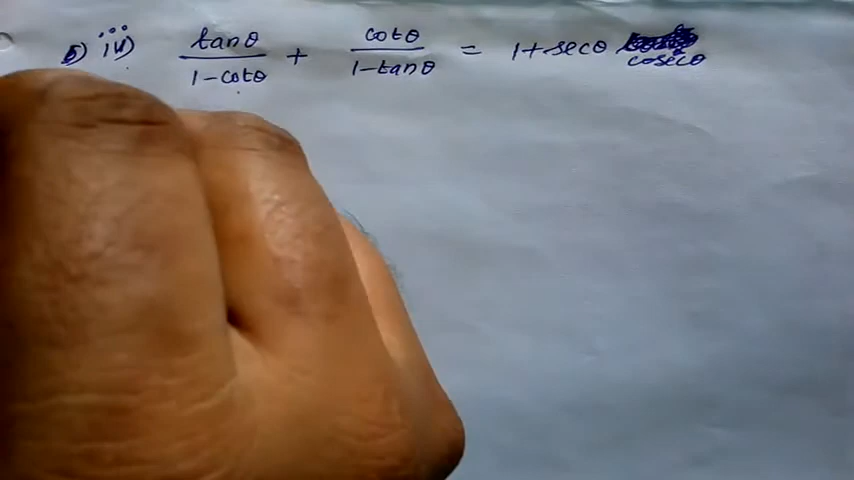 5) iii) tanθ/1-cotθ + cotθ/1-tanθ = 1+secθ cosecθ